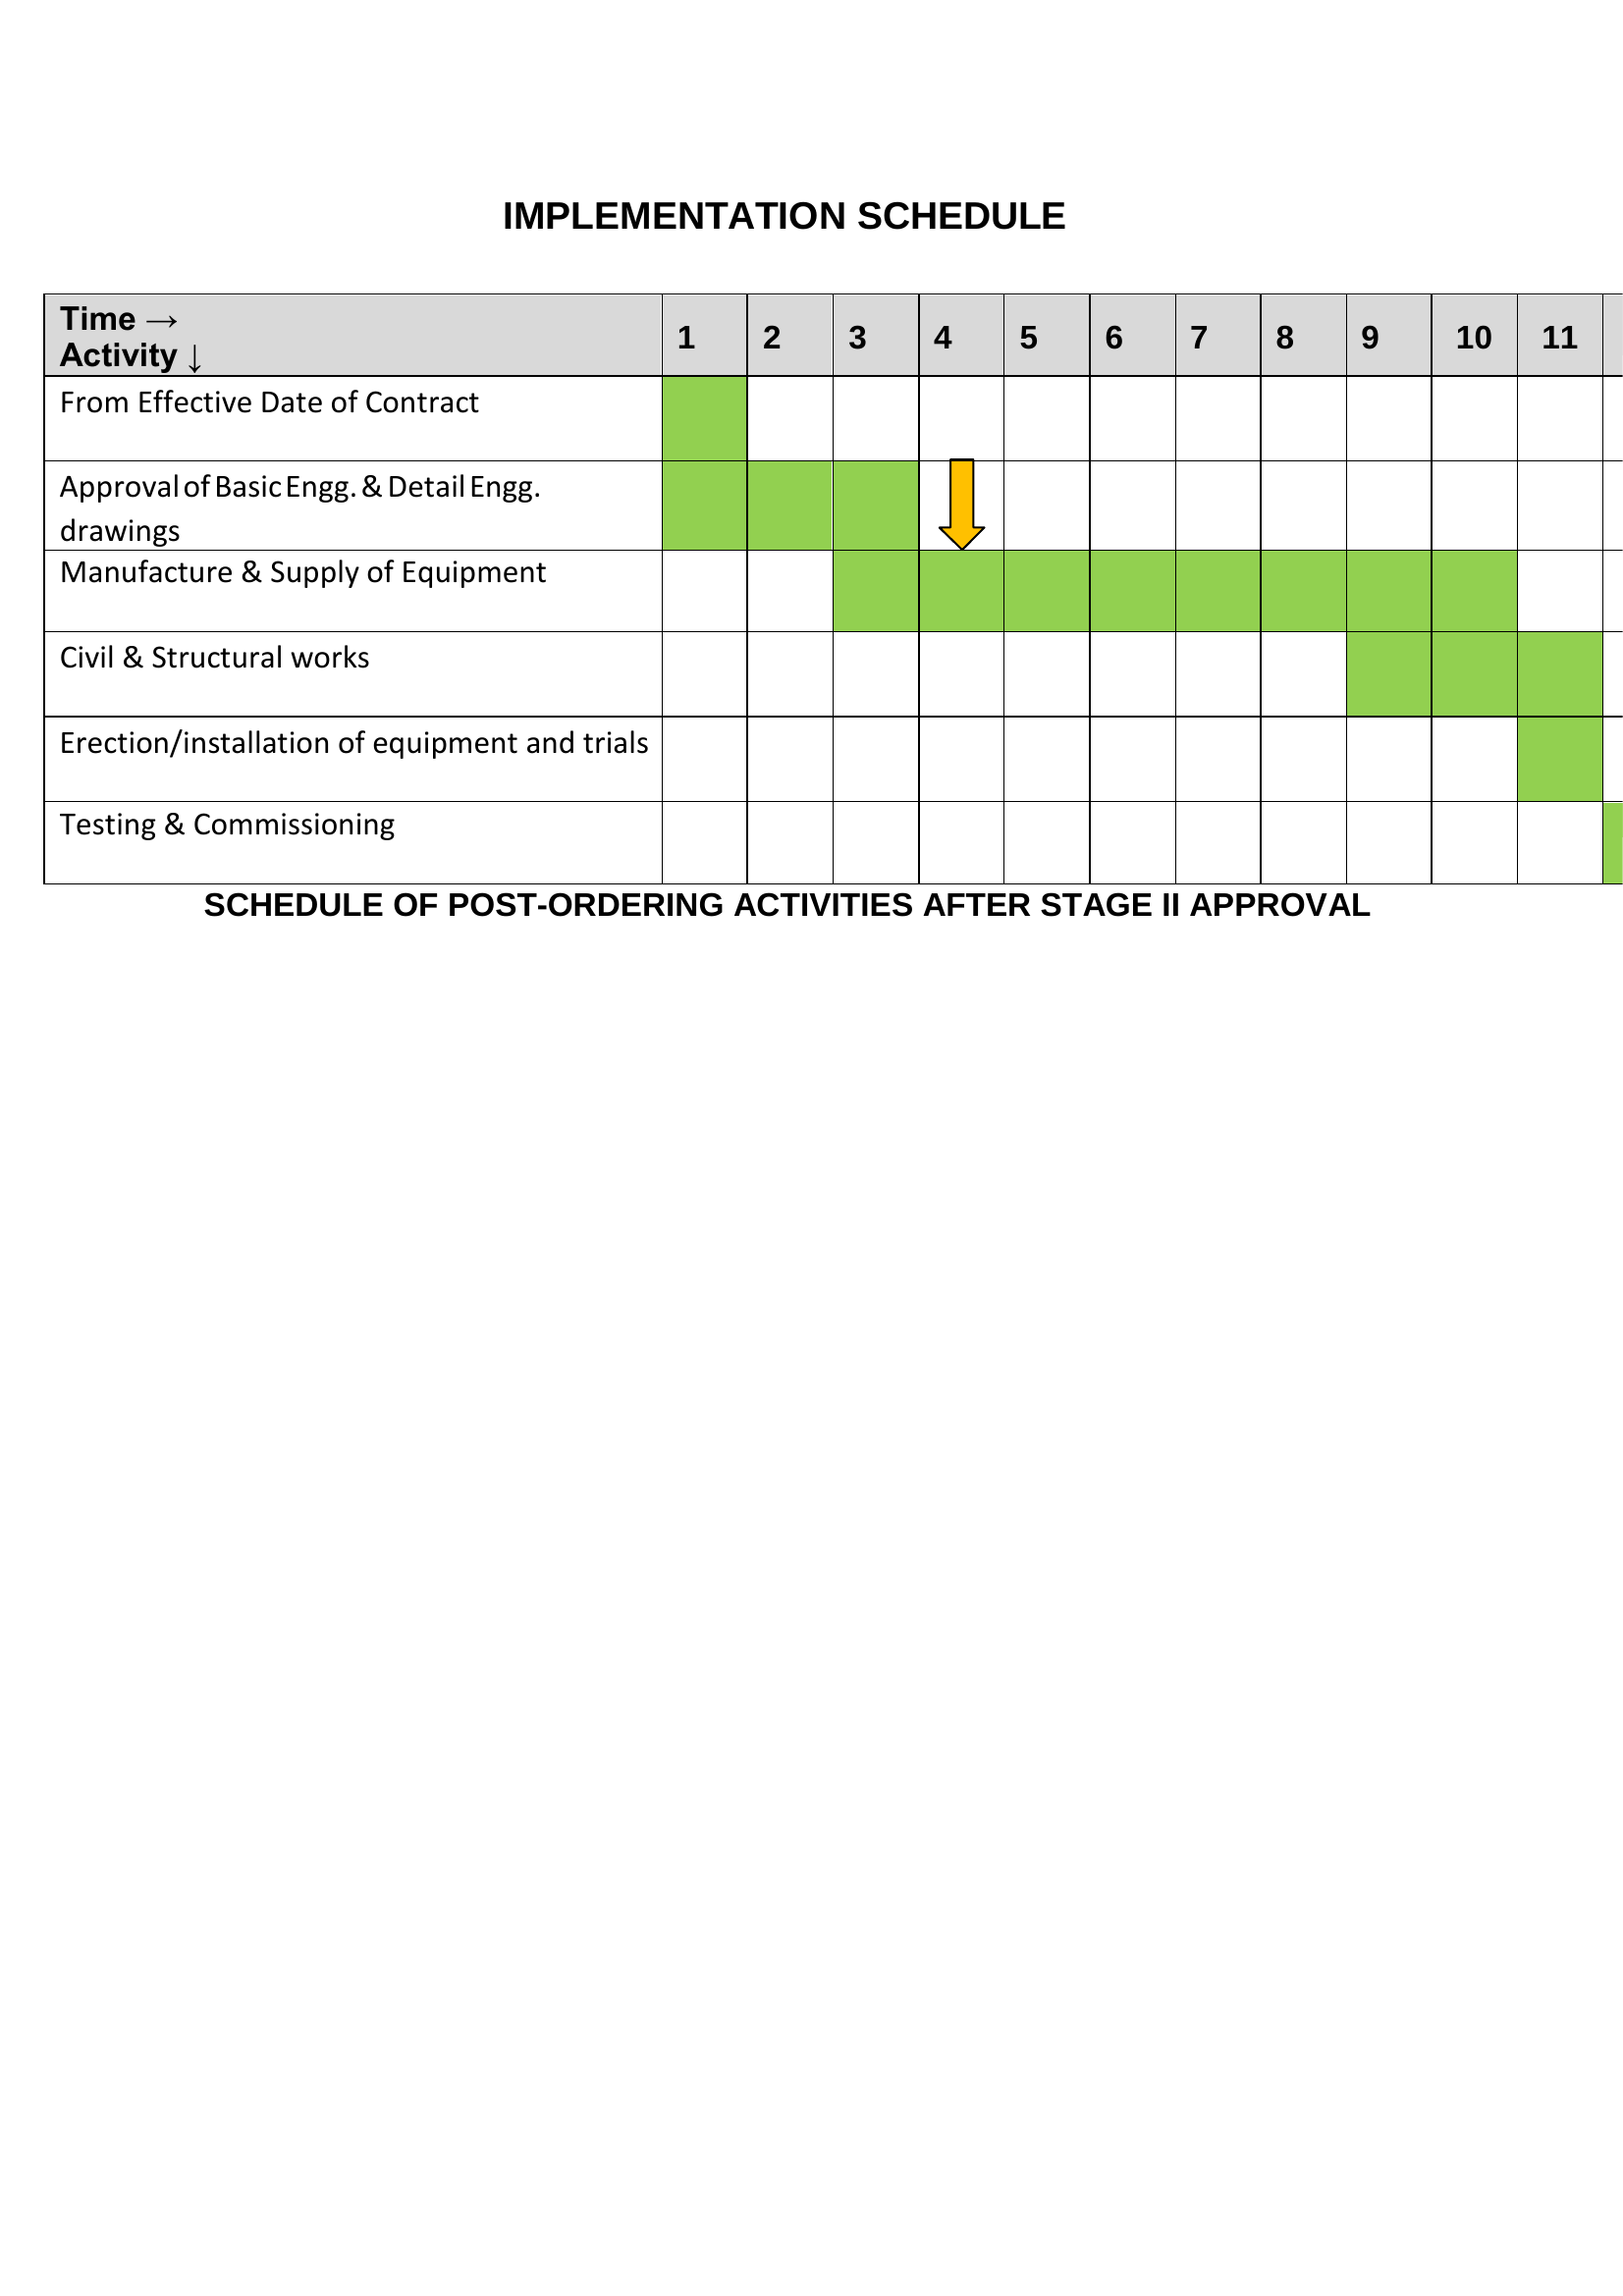 IMPLEMENTATION SCHEDULE
Time → 1 2 3 4 5 6 7 8 9 10 11
Activity ↓
From Effective Date of Contract
Approval of Basic Engg. & Detail Engg.
drawings
Manufacture & Supply of Equipment
Civil & Structural works
Erection/installation of equipment and trials
Testing & Commissioning
SCHEDULE OF POST-ORDERING ACTIVITIES AFTER STAGE II APPROVAL